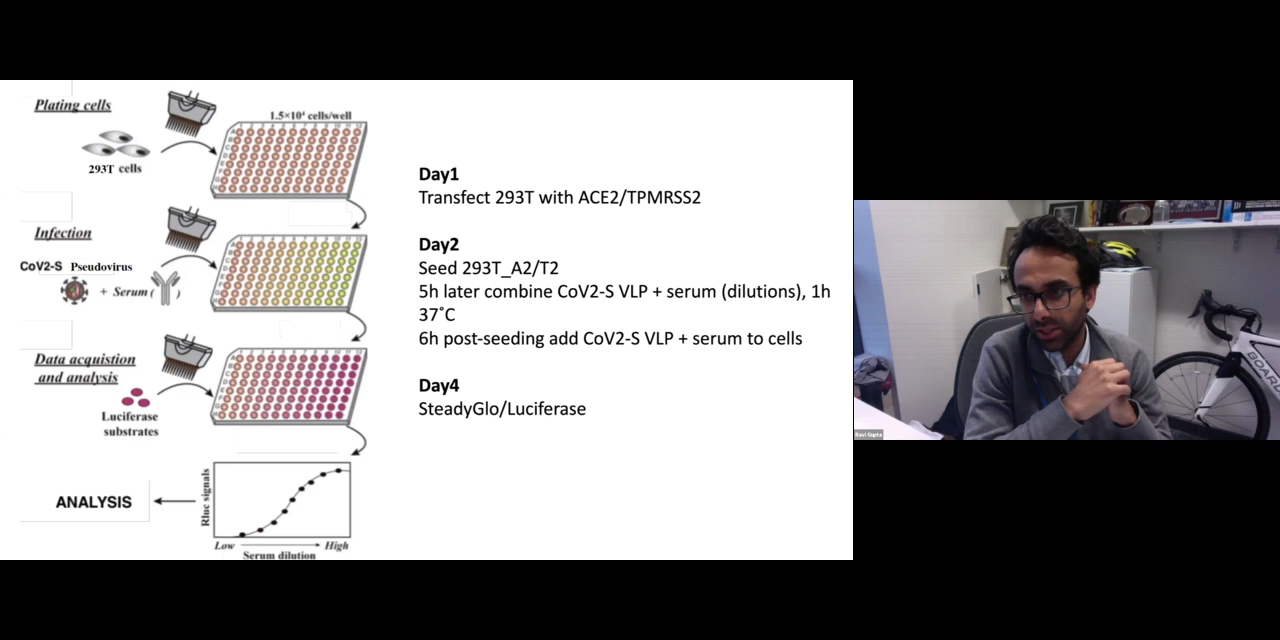 Plating cells
1.5×10⁴ cells/well
293T cells
Infection
CoV2-S Pseudovirus
+ Serum ( )
Data acquistion
and analysis
Luciferase
substrates
ANALYSIS
Rluc signals
Low High
Serum dilution
Day1
Transfect 293T with ACE2/TPMRSS2
Day2
Seed 293T_A2/T2
5h later combine CoV2-S VLP + serum (dilutions), 1h
37˚C
6h post-seeding add CoV2-S VLP + serum to cells
Day4
SteadyGlo/Luciferase
Ravi Gupta
BOARD